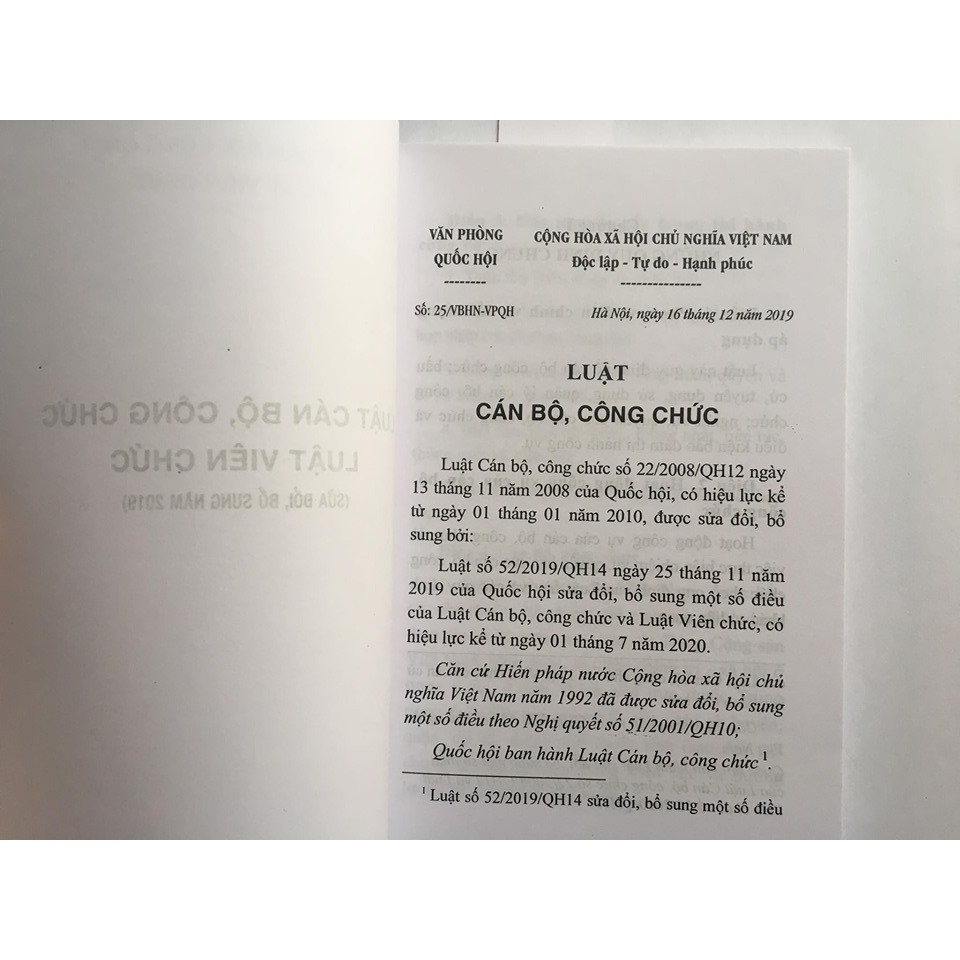 VĂN PHÒNG
QUỐC HỘI
--------
CỘNG HÒA XÃ HỘI CHỦ NGHĨA VIỆT NAM
Độc lập - Tự do - Hạnh phúc
---------------
Số: 25/VBHN-VPQH
Hà Nội, ngày 16 tháng 12 năm 2019
LUẬT
CÁN BỘ, CÔNG CHỨC
Luật Cán bộ, công chức số 22/2008/QH12 ngày
13 tháng 11 năm 2008 của Quốc hội, có hiệu lực kể
từ ngày 01 tháng 01 năm 2010, được sửa đổi, bổ
sung bởi:
Luật số 52/2019/QH14 ngày 25 tháng 11 năm
2019 của Quốc hội sửa đổi, bổ sung một số điều
của Luật Cán bộ, công chức và Luật Viên chức, có
hiệu lực kể từ ngày 01 tháng 7 năm 2020.
Căn cứ Hiến pháp nước Cộng hòa xã hội chủ
nghĩa Việt Nam năm 1992 đã được sửa đổi, bổ sung
một số điều theo Nghị quyết số 51/2001/QH10;
Quốc hội ban hành Luật Cán bộ, công chức ¹.
¹ Luật số 52/2019/QH14 sửa đổi, bổ sung một số điều
LUẬT CÁN BỘ, CÔNG CHỨC
LUẬT VIÊN CHỨC
(SỬA ĐỔI, BỔ SUNG NĂM 2019)